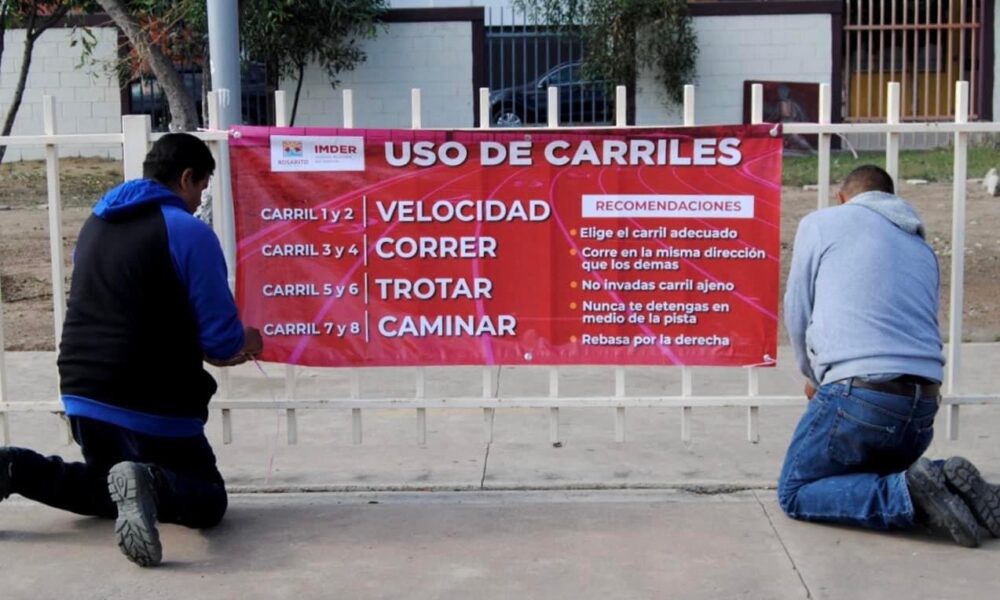 ROSARITO
IMDER
USO DE CARRILES
CARRIL 1 y 2 VELOCIDAD
CARRIL 3 y 4 CORRER
CARRIL 5 y 6 TROTAR
CARRIL 7 y 8 CAMINAR
RECOMENDACIONES
• Elige el carril adecuado
• Corre en la misma dirección
que los demas
• No invadas carril ajeno
• Nunca te detengas en
medio de la pista
• Rebasa por la derecha